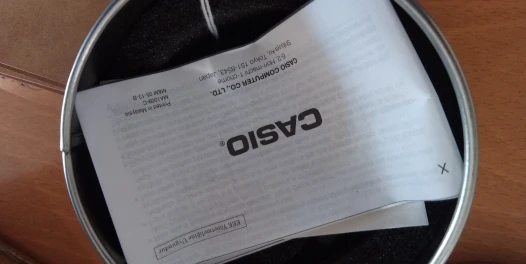 EEE Yönetmeliğine Uygundur
X
CASIO®
CASIO COMPUTER CO., LTD.
6-2, Hon-machi 1-chome
Shibuya-ku, Tokyo 151-8543, Japan
Printed in Malaysia